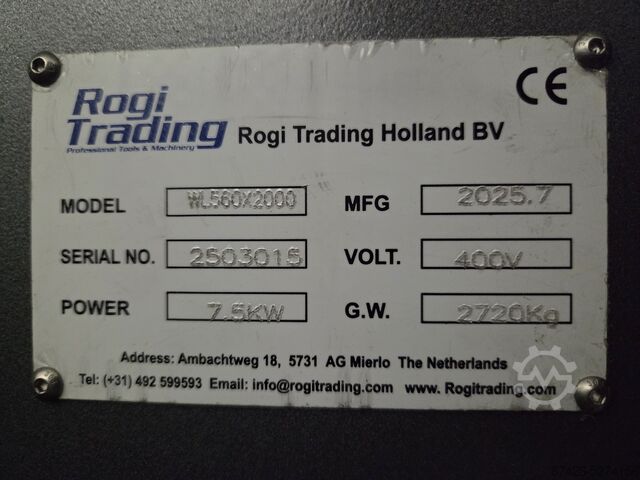 CE
Rogi
Trading
Professional Tools & Machinery
Rogi Trading Holland BV
MODEL WL560X2000 MFG 2025.7
SERIAL NO. 2503015 VOLT. 400V
POWER 7.5KW G.W. 2720Kg
Address: Ambachtweg 18, 5731 AG Mierlo The Netherlands
Tel: (+31) 492 599593 Email: info@rogitrading.com www. Rogitrading.com